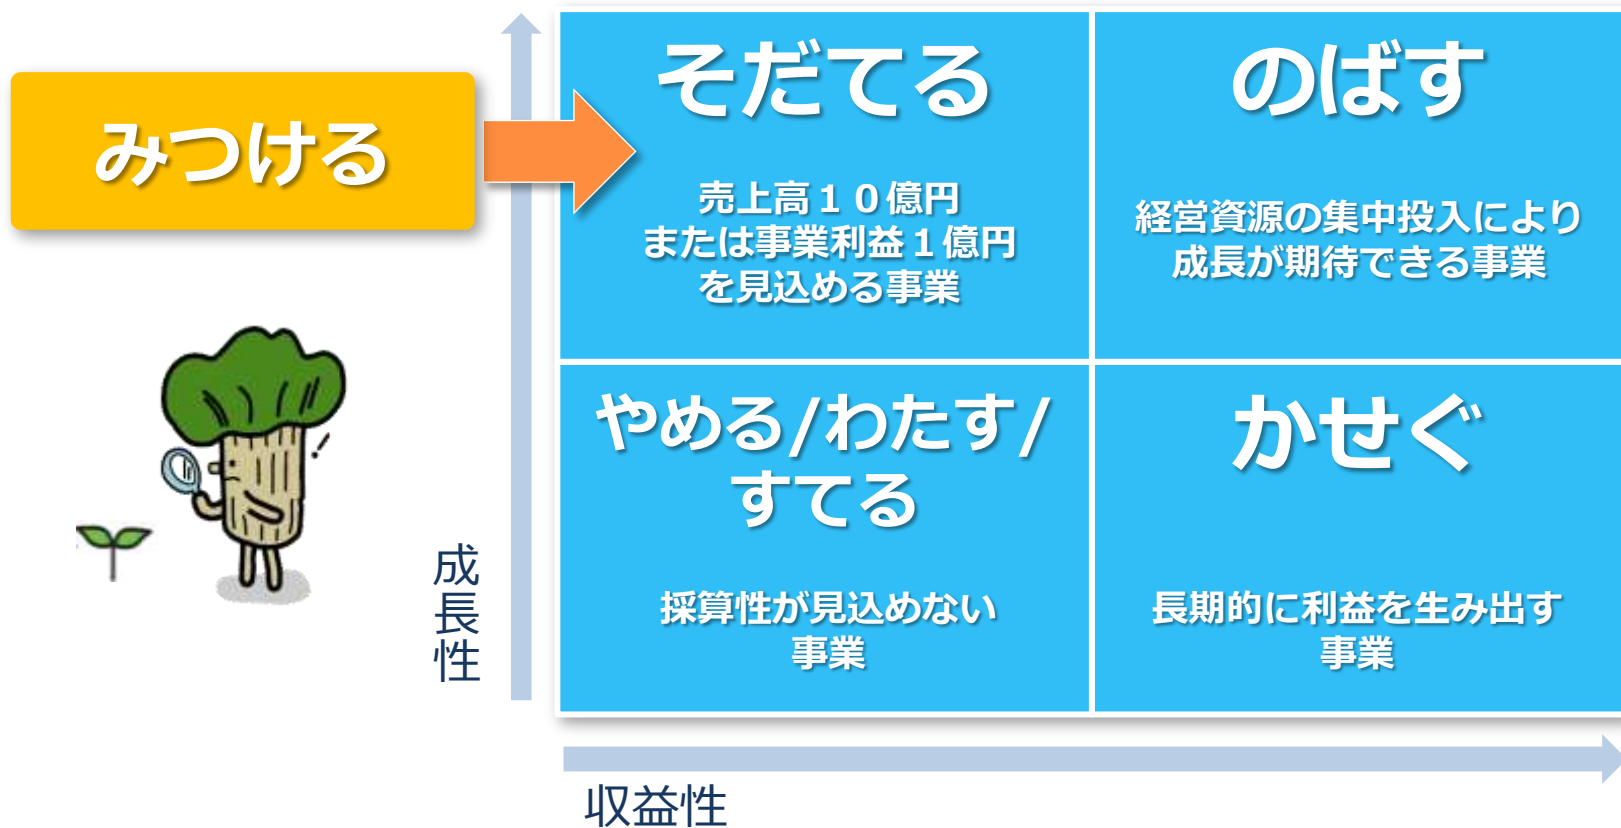 みつける
そだてる
売上高１０億円
または事業利益１億円
を見込める事業
のばす
経営資源の集中投入により
成長が期待できる事業
やめる/わたす/
すてる
採算性が見込めない
事業
かせぐ
長期的に利益を生み出す
事業
成長性
収益性